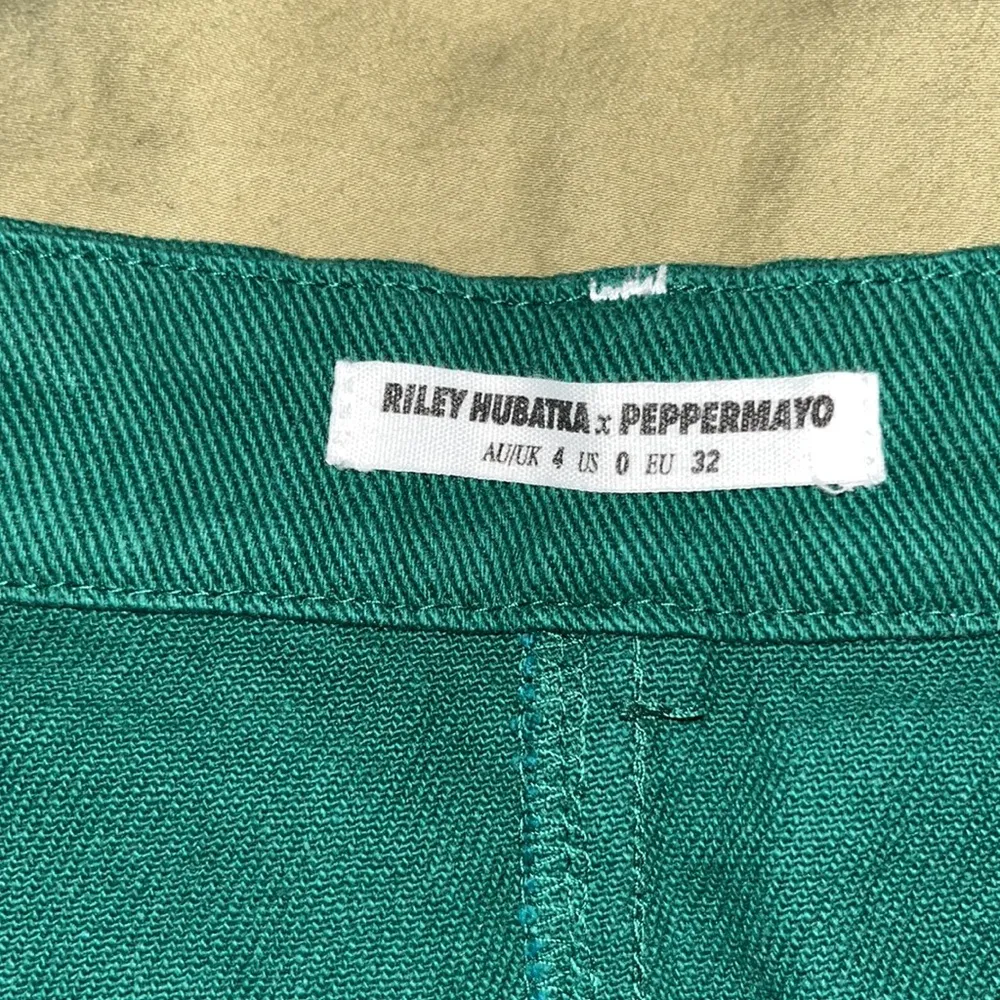 RILEY HUBATKA x PEPPERMAYO
AU/UK 4 US 0 EU 32